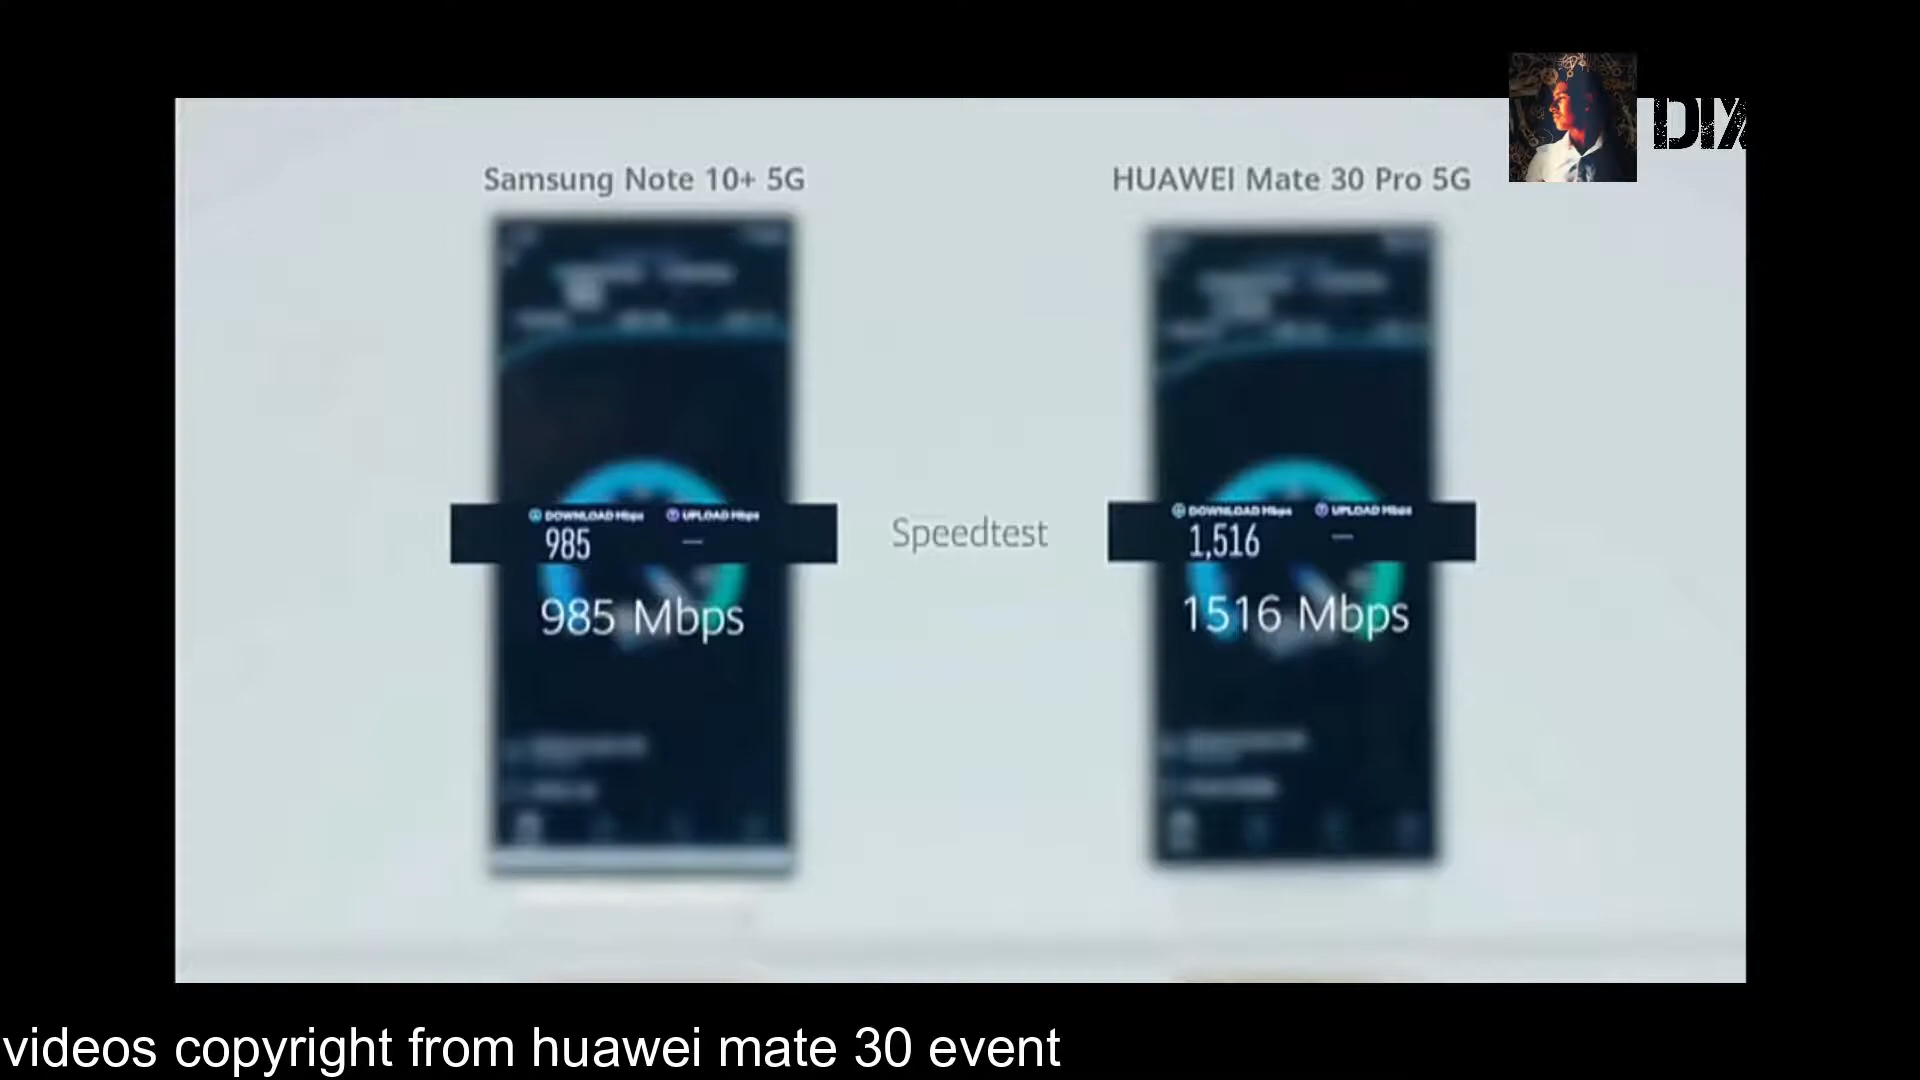 DIX
Samsung Note 10+ 5G
HUAWEI Mate 30 Pro 5G
DOWNLOAD Mbps UPLOAD Mbps
985 —
985 Mbps
Speedtest
DOWNLOAD Mbps UPLOAD Mbps
1,516 —
1516 Mbps
videos copyright from huawei mate 30 event